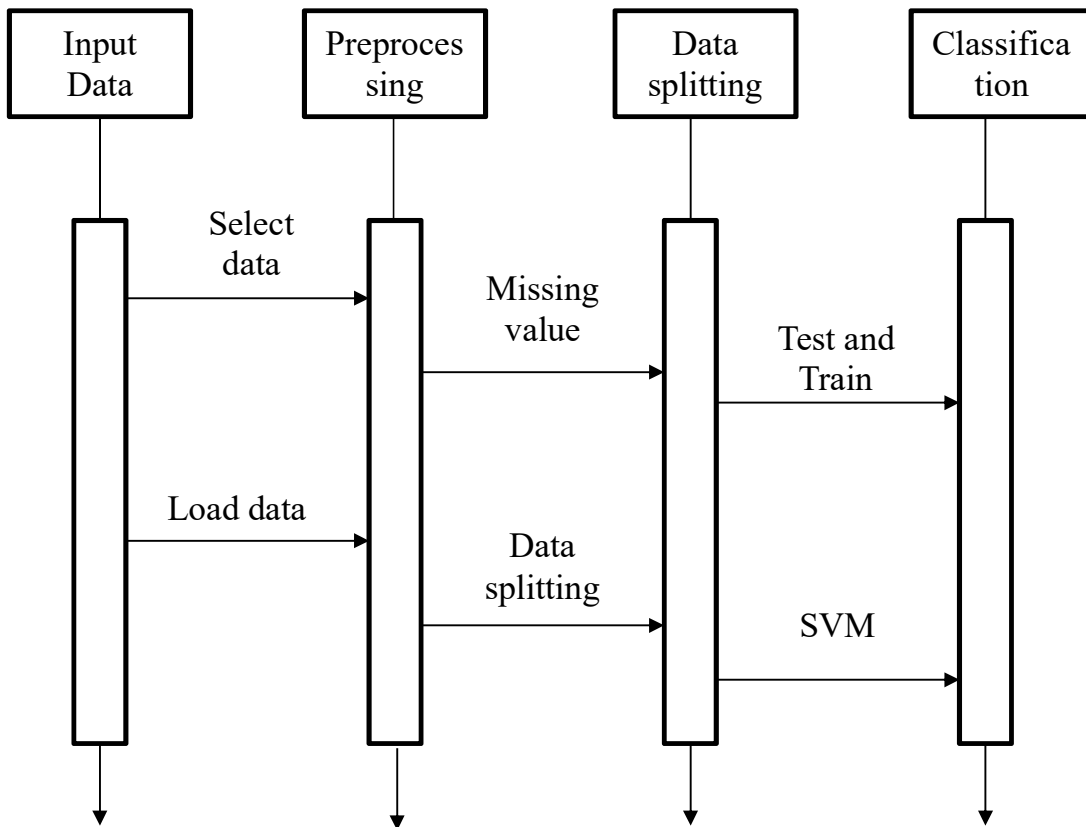 Input
Data
Preproces
sing
Data
splitting
Classifica
tion
Select
data
Missing
value
Test and
Train
Load data
Data
splitting
SVM